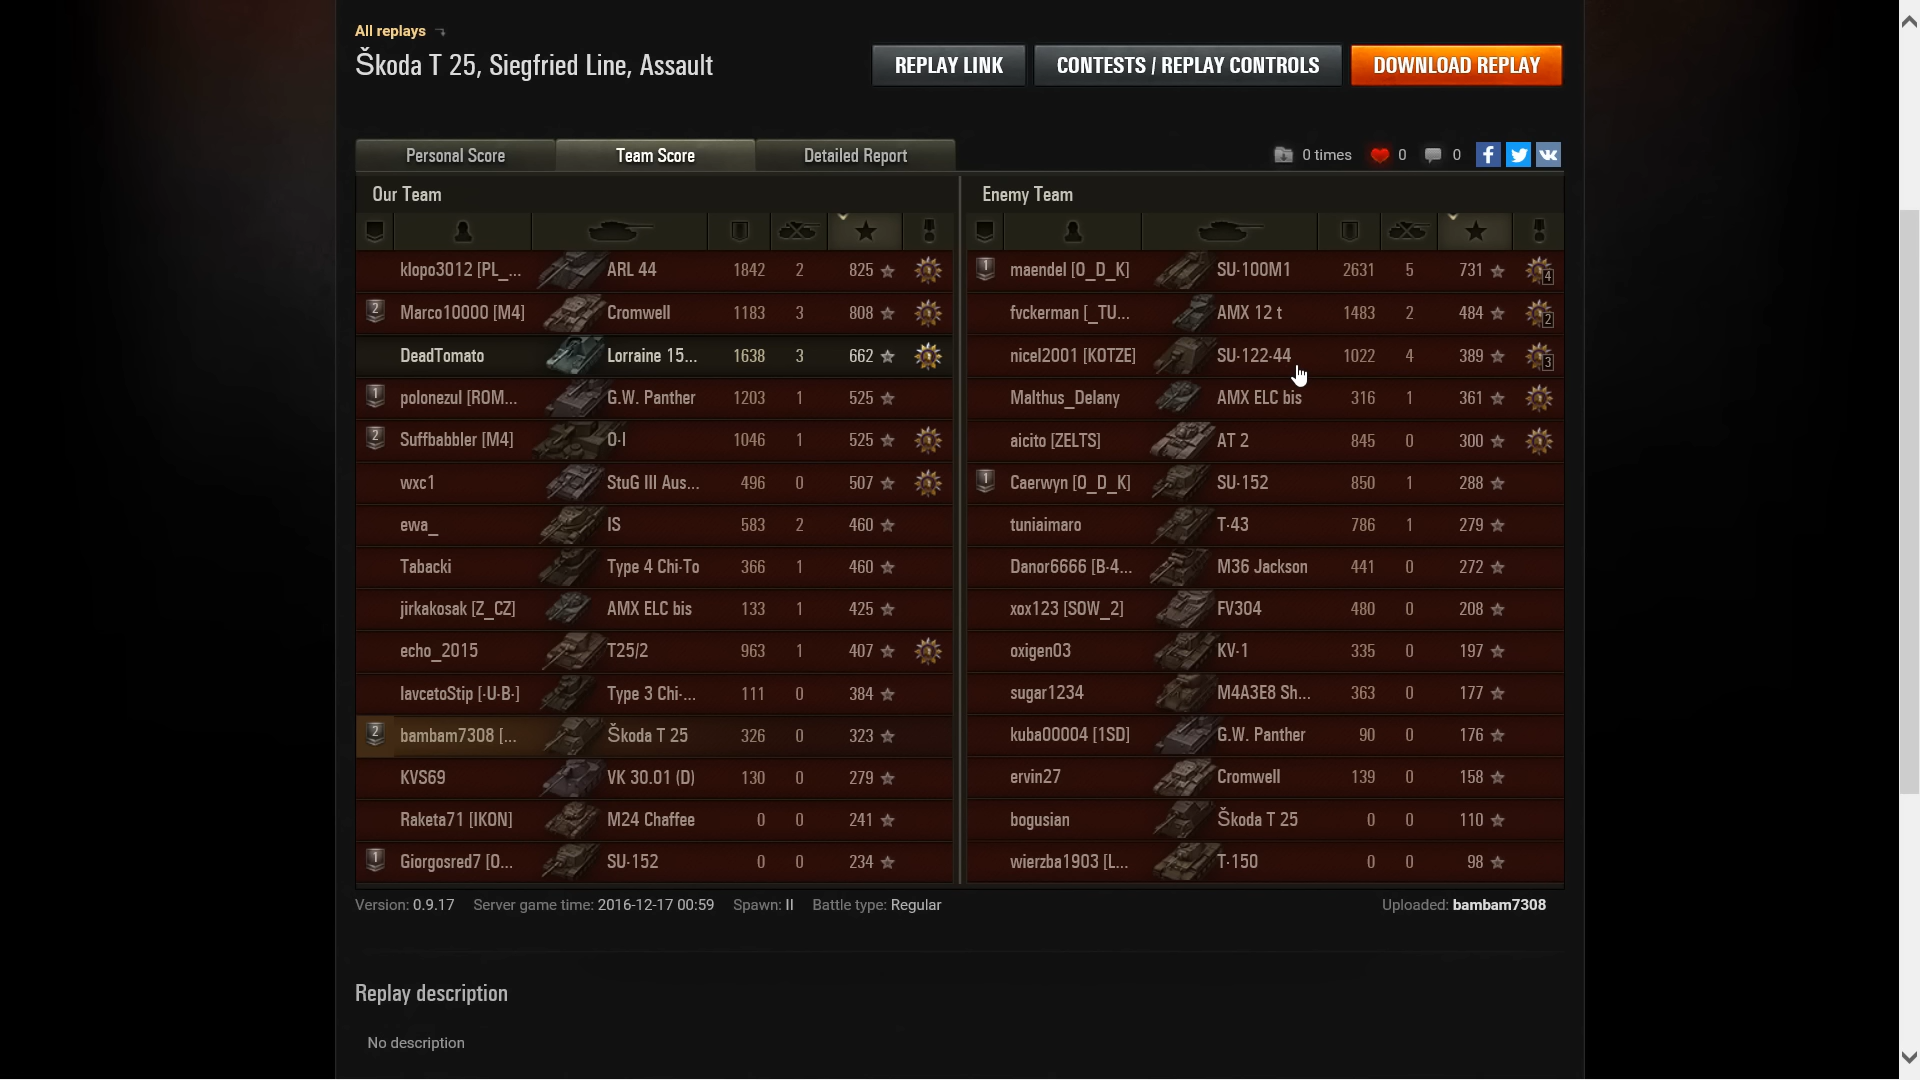 All replays
Škoda T 25, Siegfried Line, Assault
REPLAY LINK CONTESTS / REPLAY CONTROLS DOWNLOAD REPLAY
Personal Score Team Score Detailed Report 0 times 0 0
Our Team Enemy Team
klopo3012 [PL_... ARL 44 1842 2 825
2 Marco10000 [M4] Cromwell 1183 3 808
DeadTomato Lorraine 15... 1638 3 662
1 polonezul [ROM... G.W. Panther 1203 1 525
2 Suffbabbler [M4] O-I 1046 1 525
wxc1 StuG III Aus... 496 0 507
ewa_ IS 583 2 460
Tabacki Type 4 Chi-To 366 1 460
jirkakosak [Z_CZ] AMX ELC bis 133 1 425
echo_2015 T25/2 963 1 407
lavcetoStip [-U-B-] Type 3 Chi-... 111 0 384
2 bambam7308 [... Škoda T 25 326 0 323
KVS69 VK 30.01 (D) 130 0 279
Raketa71 [IKON] M24 Chaffee 0 0 241
1 Giorgosred7 [O... SU-152 0 0 234
1 maendel [O_D_K] SU-100M1 2631 5 731 4
fvckerman [_TU... AMX 12 t 1483 2 484 2
nicel2001 [KOTZE] SU-122-44 1022 4 389 3
Malthus_Delany AMX ELC bis 316 1 361
aicito [ZELTS] AT 2 845 0 300
1 Caerwyn [O_D_K] SU-152 850 1 288
tuniaimaro T-43 786 1 279
Danor6666 [B-4... M36 Jackson 441 0 272
xox123 [SOW_2] FV304 480 0 208
oxigen03 KV-1 335 0 197
sugar1234 M4A3E8 Sh... 363 0 177
kuba00004 [1SD] G.W. Panther 90 0 176
ervin27 Cromwell 139 0 158
bogusian Škoda T 25 0 0 110
wierzba1903 [L... T-150 0 0 98
Version: 0.9.17 Server game time: 2016-12-17 00:59 Spawn: II Battle type: Regular Uploaded: bambam7308
Replay description
No description